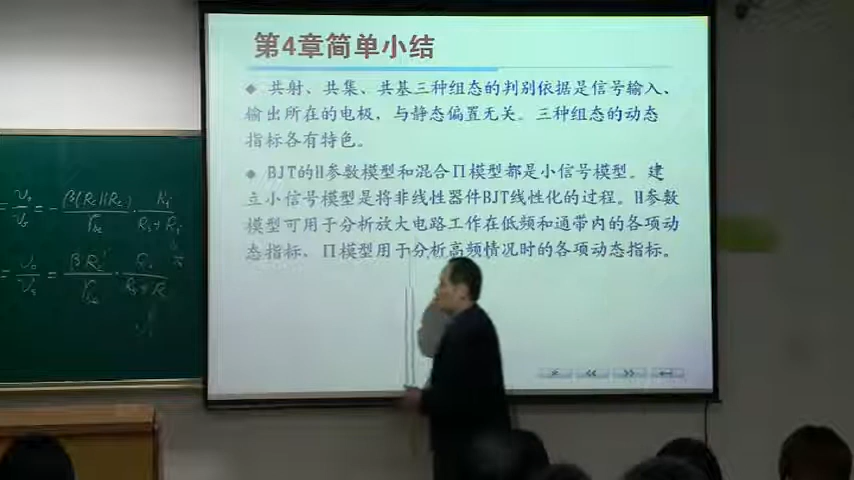 第4章简单小结
◆ 共射、共集、共基三种组态的判别依据是信号输入、
输出所在的电极，与静态偏置无关。三种组态的动态
指标各有特色。
◆ BJT的H参数模型和混合Π模型都是小信号模型。建
立小信号模型是将非线性器件BJT线性化的过程。H参数
模型可用于分析放大电路工作在低频和通带内的各项动
态指标、Π模型用于分析高频情况时的各项动态指标。